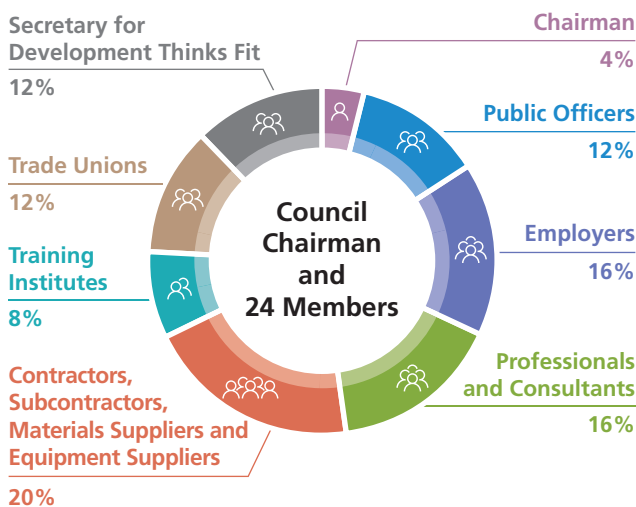 Secretary for
Development Thinks Fit
12%
Chairman
4%
Public Officers
12%
Trade Unions
12%
Employers
16%
Training
Institutes
8%
Council
Chairman
and
24 Members
Professionals
and Consultants
16%
Contractors,
Subcontractors,
Materials Suppliers and
Equipment Suppliers
20%